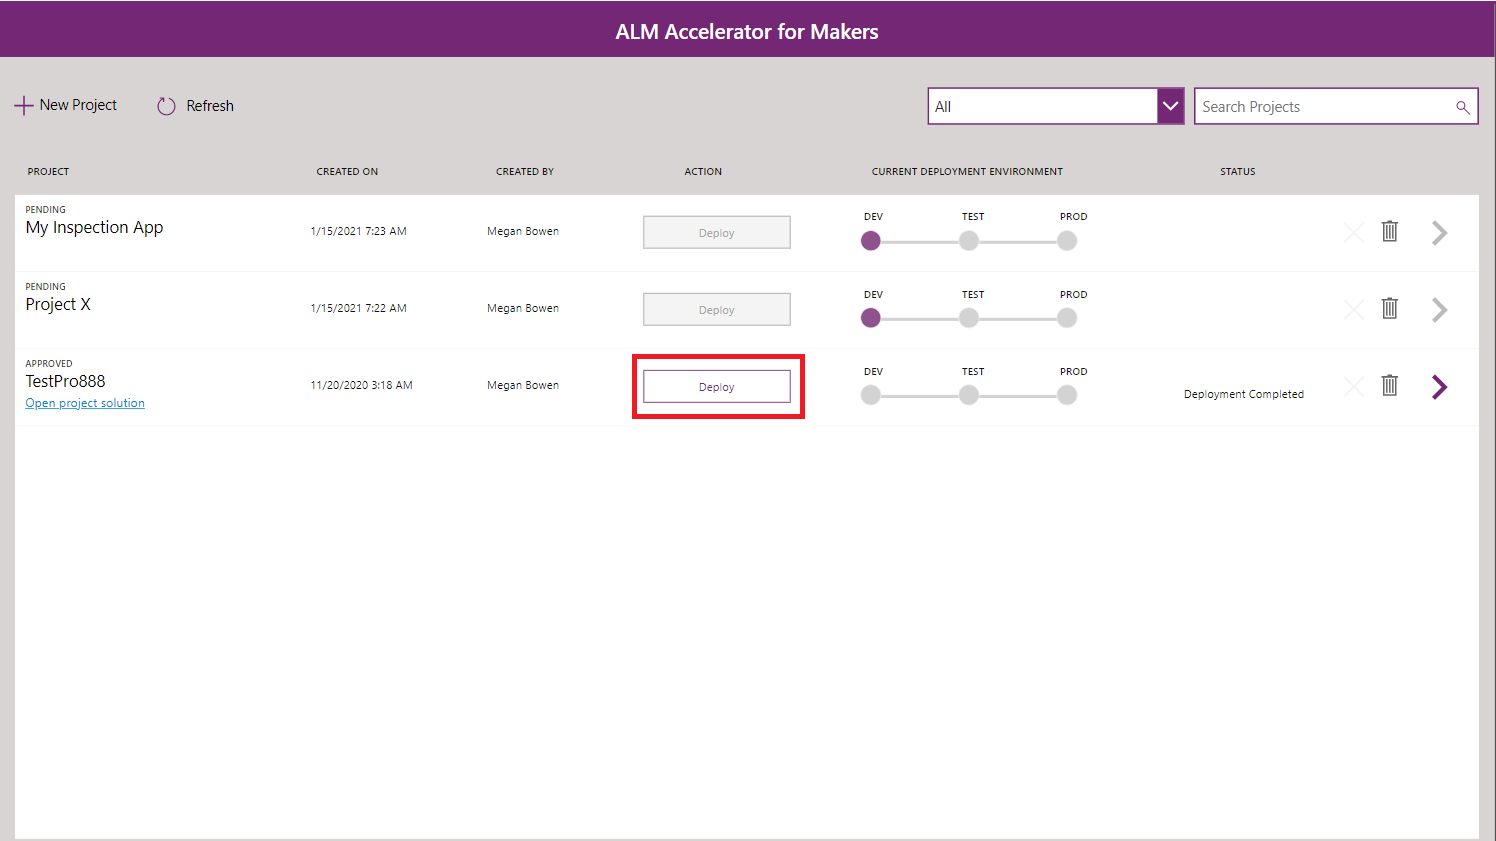 ALM Accelerator for Makers
New Project Refresh All Search Projects
PROJECT CREATED ON CREATED BY ACTION CURRENT DEPLOYMENT ENVIRONMENT STATUS
PENDING
My Inspection App 1/15/2021 7:23 AM Megan Bowen Deploy DEV TEST PROD
PENDING
Project X 1/15/2021 7:22 AM Megan Bowen Deploy DEV TEST PROD
APPROVED
TestPro888 11/20/2020 3:18 AM Megan Bowen Deploy DEV TEST PROD
Open project solution Deployment Completed